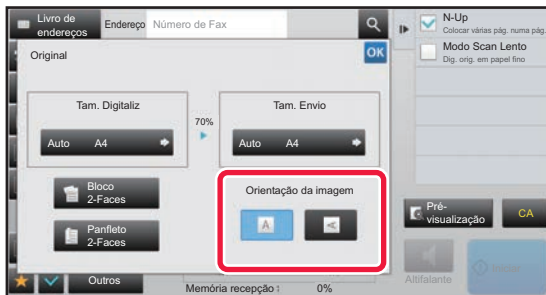 Livro de
endereços
Endereço
Número de Fax
Original
OK
Tam. Digitaliz
70%
Tam. Envio
Auto A4
Auto A4
Bloco
2-Faces
Panfleto
2-Faces
Orientação da imagem
A
A
Outros
Memória recepção :
0%
N-Up
Colocar várias pág. numa pág.
Modo Scan Lento
Dig. orig. em papel fino
Pré-
visualização
CA
Altifalante